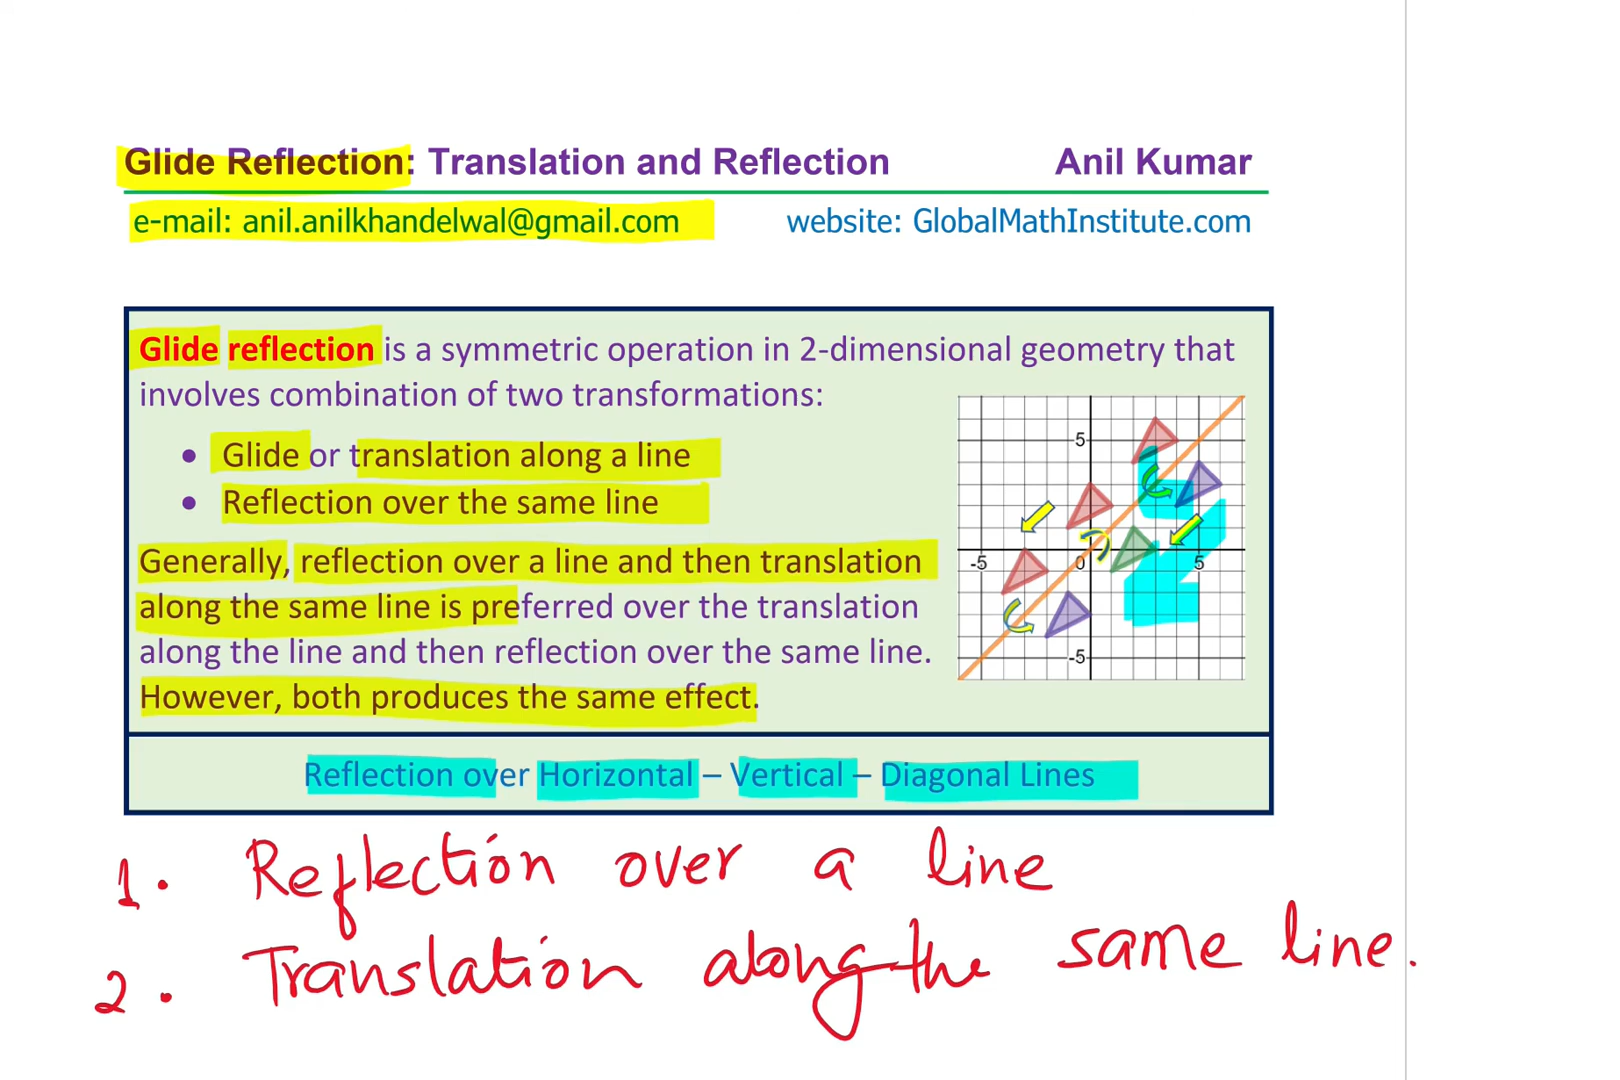 Glide Reflection: Translation and Reflection Anil Kumar
e-mail: anil.anilkhandelwal@gmail.com website: GlobalMathInstitute.com
Glide reflection is a symmetric operation in 2-dimensional geometry that
involves combination of two transformations:
• Glide or translation along a line
• Reflection over the same line
Generally, reflection over a line and then translation
along the same line is preferred over the translation
along the line and then reflection over the same line.
However, both produces the same effect.
5
-5 0 5
-5
Reflection over Horizontal – Vertical – Diagonal Lines
1. Reflection over a line
2. Translation along the same line.